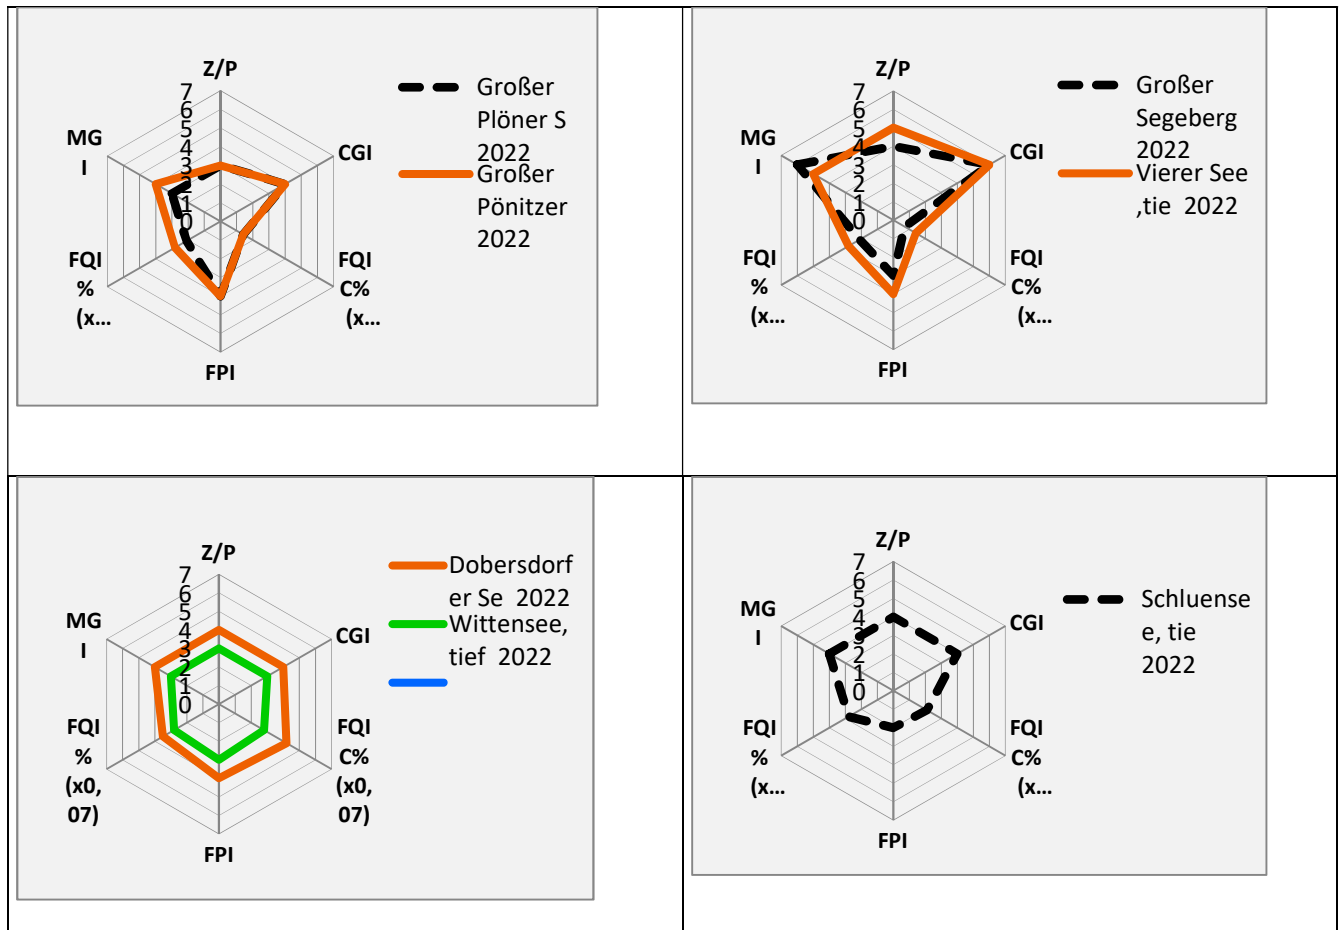 Z/P
7
6
5
4
3
2
1
0
MG
I
CGI
FQI
%
(x...
FQI
C%
(x...
FPI
Großer
Plöner S
2022
Großer
Pönitzer
2022
Z/P
7
6
5
4
3
2
1
0
MG
I
CGI
FQI
%
(x...
FQI
C%
(x...
FPI
Großer
Segeberg
2022
Vierer See
,tie 2022
Z/P
7
6
5
4
3
2
1
0
MG
I
CGI
FQI
%
(x0,
07)
FQI
C%
(x0,
07)
FPI
Dobersdorf
er Se 2022
Wittensee,
tief 2022
Z/P
7
6
5
4
3
2
1
0
MG
I
CGI
FQI
%
(x...
FQI
C%
(x...
FPI
Schluense
e, tie
2022